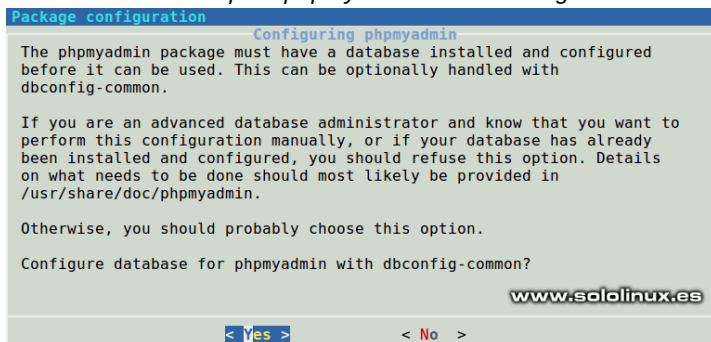 Package configuration
Configuring phpmyadmin
The phpmyadmin package must have a database installed and configured
before it can be used. This can be optionally handled with
dbconfig-common.
If you are an advanced database administrator and know that you want to
perform this configuration manually, or if your database has already
been installed and configured, you should refuse this option. Details
on what needs to be done should most likely be provided in
/usr/share/doc/phpmyadmin.
Otherwise, you should probably choose this option.
Configure database for phpmyadmin with dbconfig-common?
www.sololinux.es
< Yes > < No >